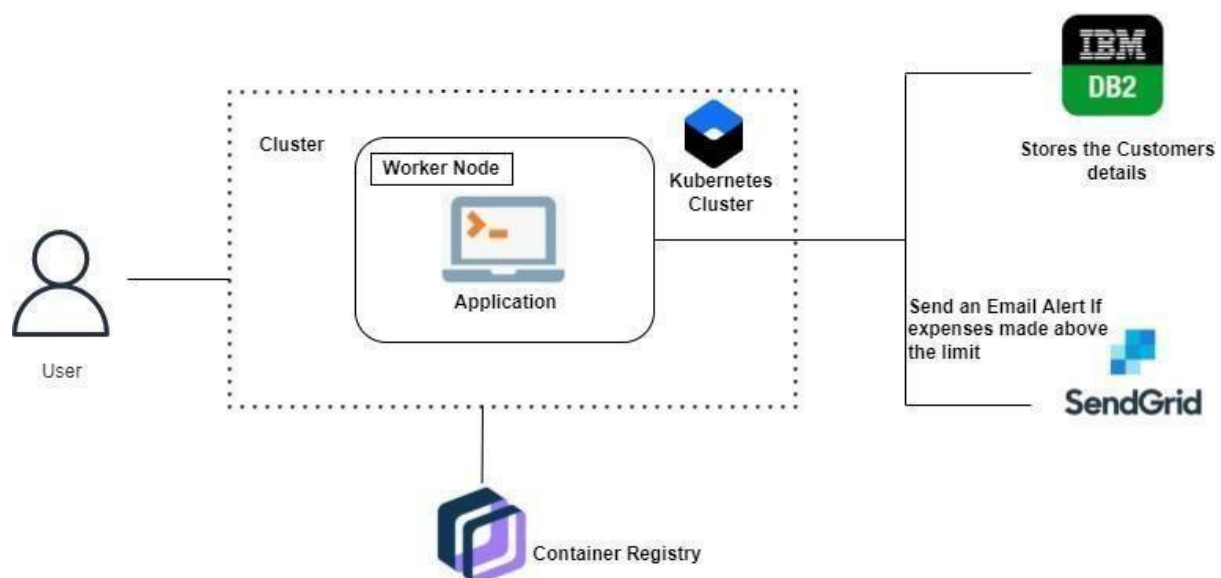 IBM
DB2
Stores the Customers
details
Cluster
Worker Node
Kubernetes
Cluster
Application
User
Send an Email Alert If
expenses made above
the limit
SendGrid
Container Registry